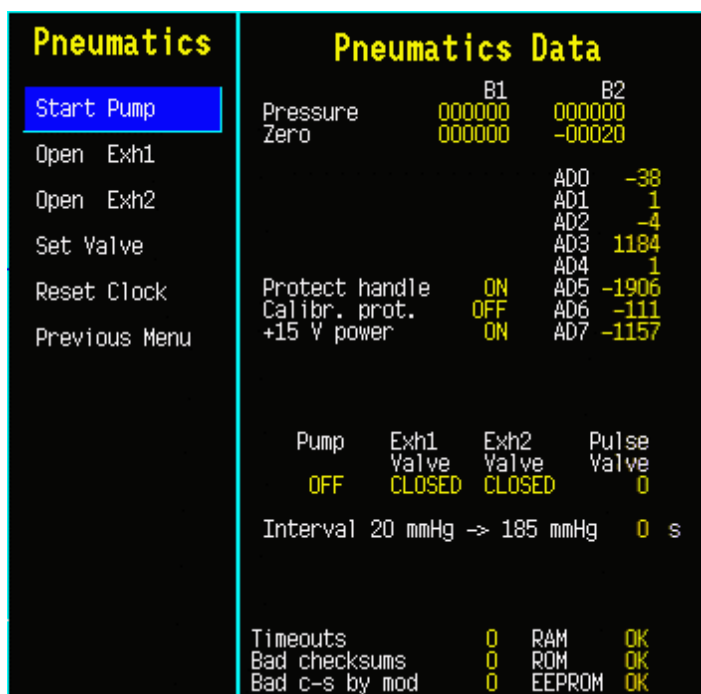 Pneumatics
Start Pump
Open Exh1
Open Exh2
Set Valve
Reset Clock
Previous Menu
Pneumatics Data
B1 B2
Pressure 000000 000000
Zero 000000 -00020
AD0 -38
AD1 1
AD2 -4
AD3 1184
AD4 1
Protect handle ON AD5 -1906
Calibr. prot. OFF AD6 -111
+15 V power ON AD7 -1157
Pump Exh1 Exh2 Pulse
Valve Valve Valve
OFF CLOSED CLOSED 0
Interval 20 mmHg -> 185 mmHg 0 s
Timeouts 0 RAM OK
Bad checksums 0 ROM OK
Bad c-s by mod 0 EEPROM OK